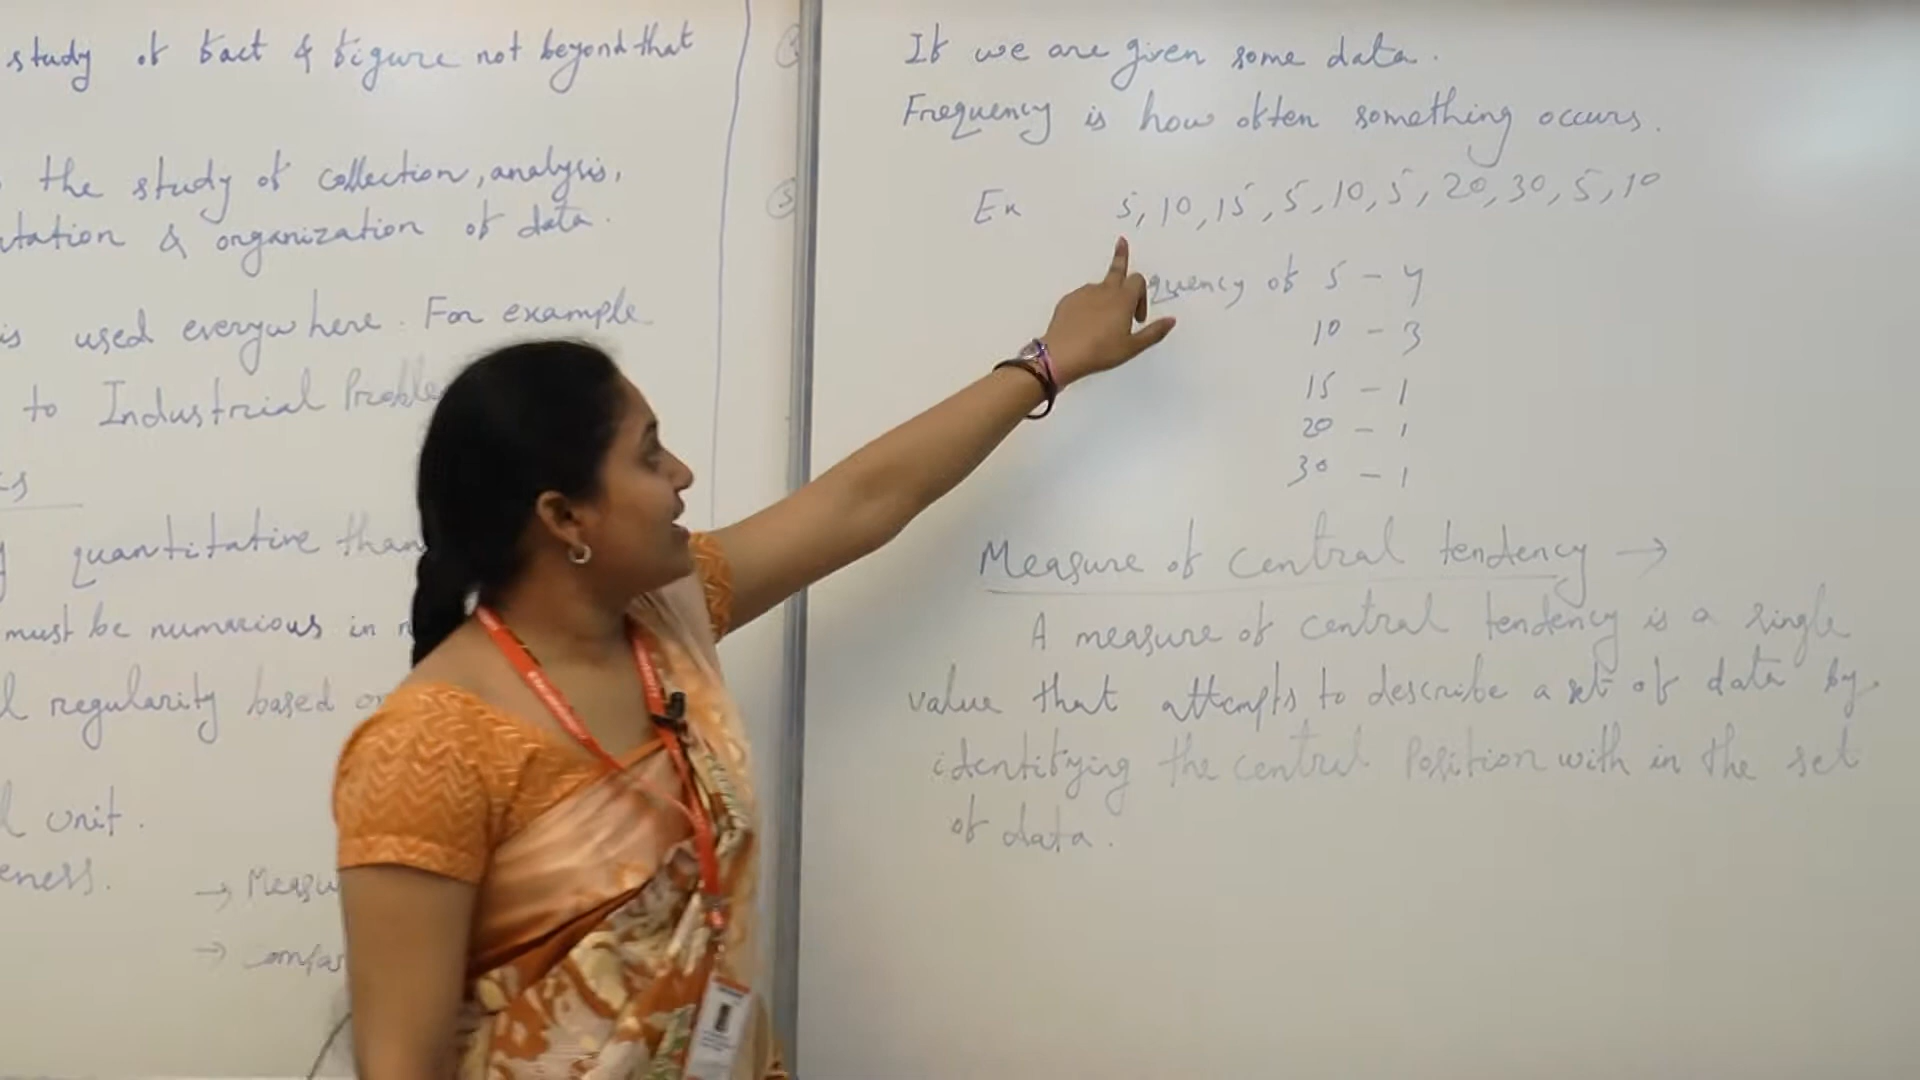 study of fact & figure not beyond that
the study of collection, analysis,
tation & organization of data.
is used everywhere. For example
to Industrial Proble
quantitative than
must be numurious in
regularity based on
unit.
eness.
→ Measu
→ compa
If we are given some data.
Frequency is how often something occurs.
Ex 5, 10, 15, 5, 10, 5, 20, 30, 5, 10
quency of 5 - 4
10 - 3
15 - 1
20 - 1
30 - 1
Measure of central tendency →
A measure of central tendency is a single
value that attempts to describe a set of data by
identifying the central Position with in the set
of data.